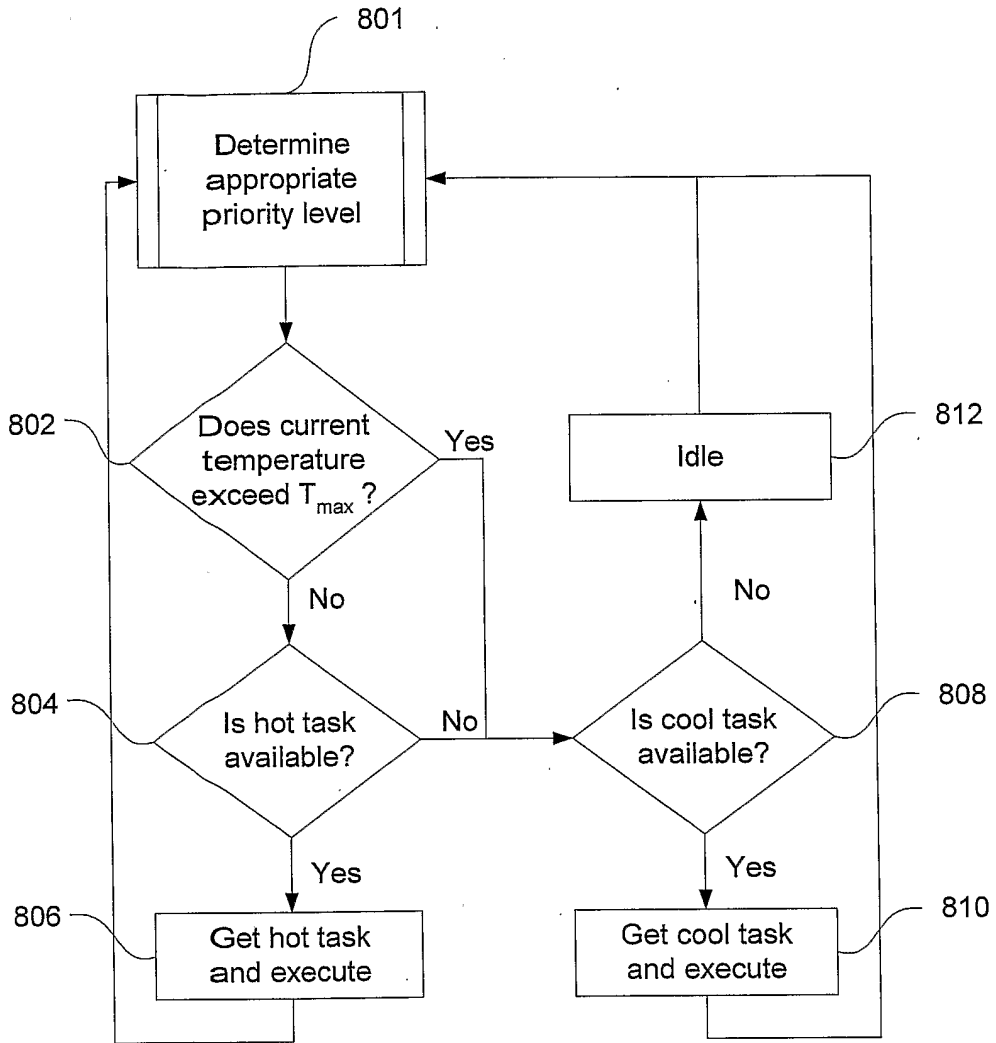 801
Determine
appropriate
priority level
802
Does current
temperature
exceed Tmax ?
Yes
812
Idle
No
No
804
Is hot task
available?
No
Is cool task
available?
808
Yes
Yes
806
Get hot task
and execute
Get cool task
and execute
810